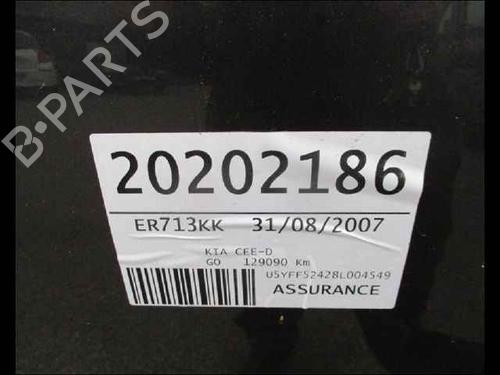 B-PARTS
20202186
ER713KK 31/08/2007
KIA CEE-D
GO 129090 Km
U5YFF52428L004549
ASSURANCE